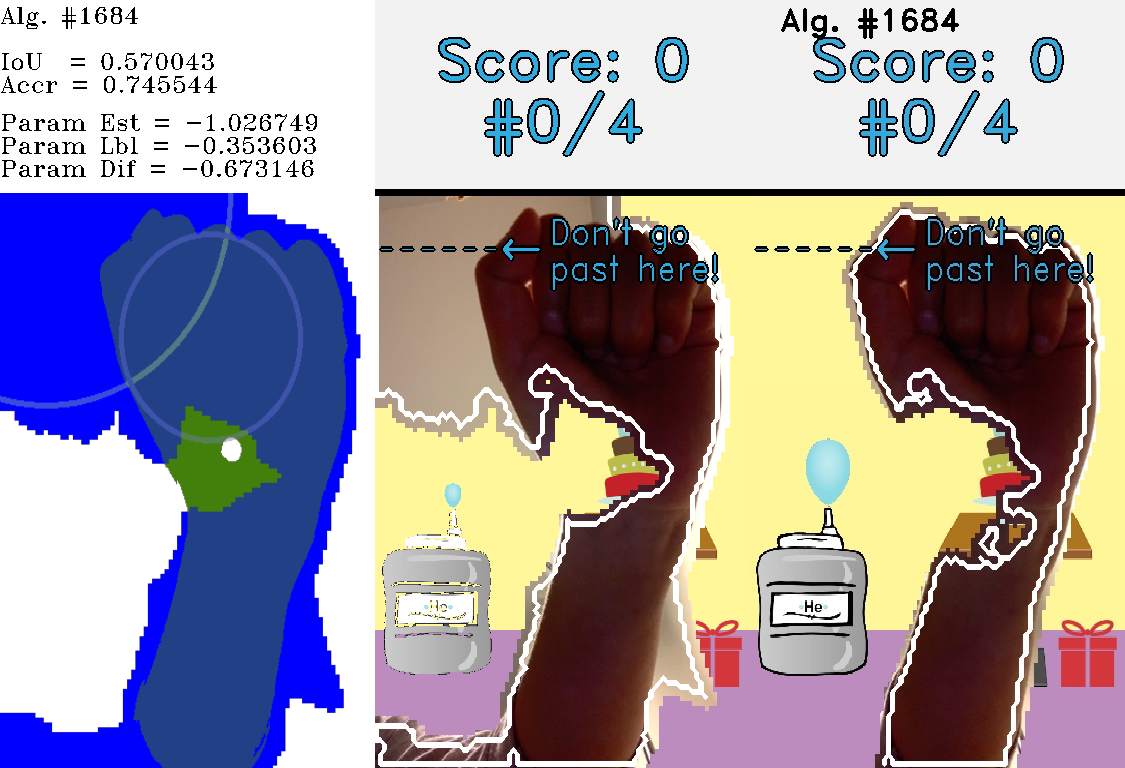 Alg. #1684
IoU = 0.570043
Accr = 0.745544
Param Est = −1.026749
Param Lbl = −0.353603
Param Dif = −0.673146
Score: 0
#0/4
Don't go
past here!
He
Alg. #1684
Score: 0
#0/4
Don't go
past here!
He